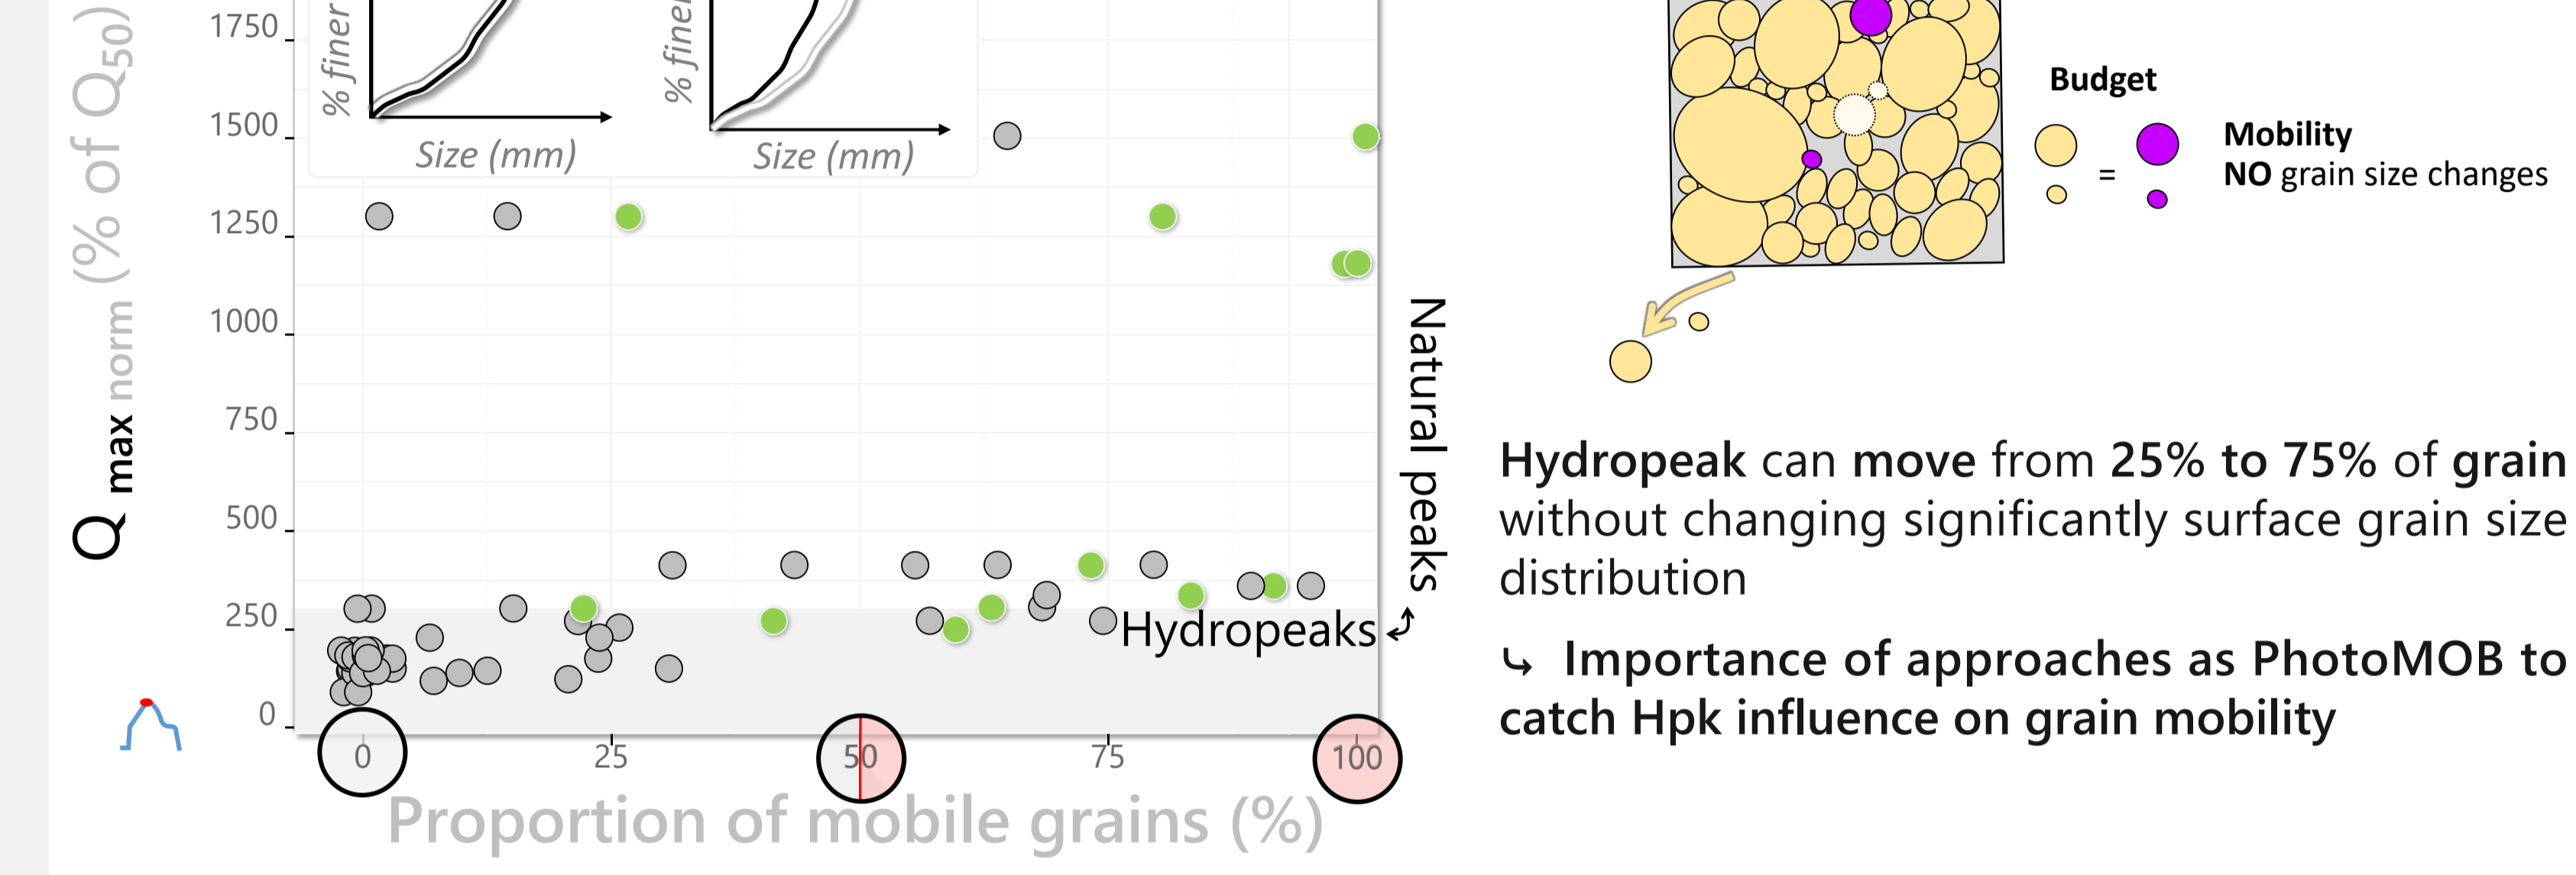 Q max norm (% of Q50)
1750
1500
1250
1000
750
500
250
0
% finer
Size (mm)
% finer
Size (mm)
Natural peaks
Hydropeaks
0
25
50
75
100
Proportion of mobile grains (%)
Budget
=
Mobility
NO grain size changes
Hydropeak can move from 25% to 75% of grain
without changing significantly surface grain size
distribution
↳ Importance of approaches as PhotoMOB to
catch Hpk influence on grain mobility